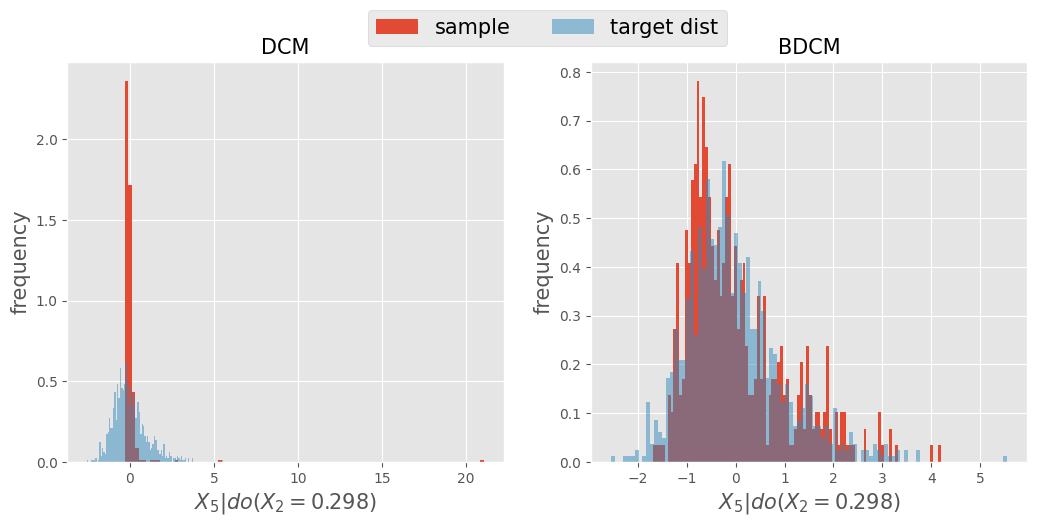 sample target dist
DCM
frequency
2.0
1.5
1.0
0.5
0.0
0 5 10 15 20
X₅|do(X₂ = 0.298)
BDCM
frequency
0.8
0.7
0.6
0.5
0.4
0.3
0.2
0.1
0.0
−2 −1 0 1 2 3 4 5
X₅|do(X₂ = 0.298)